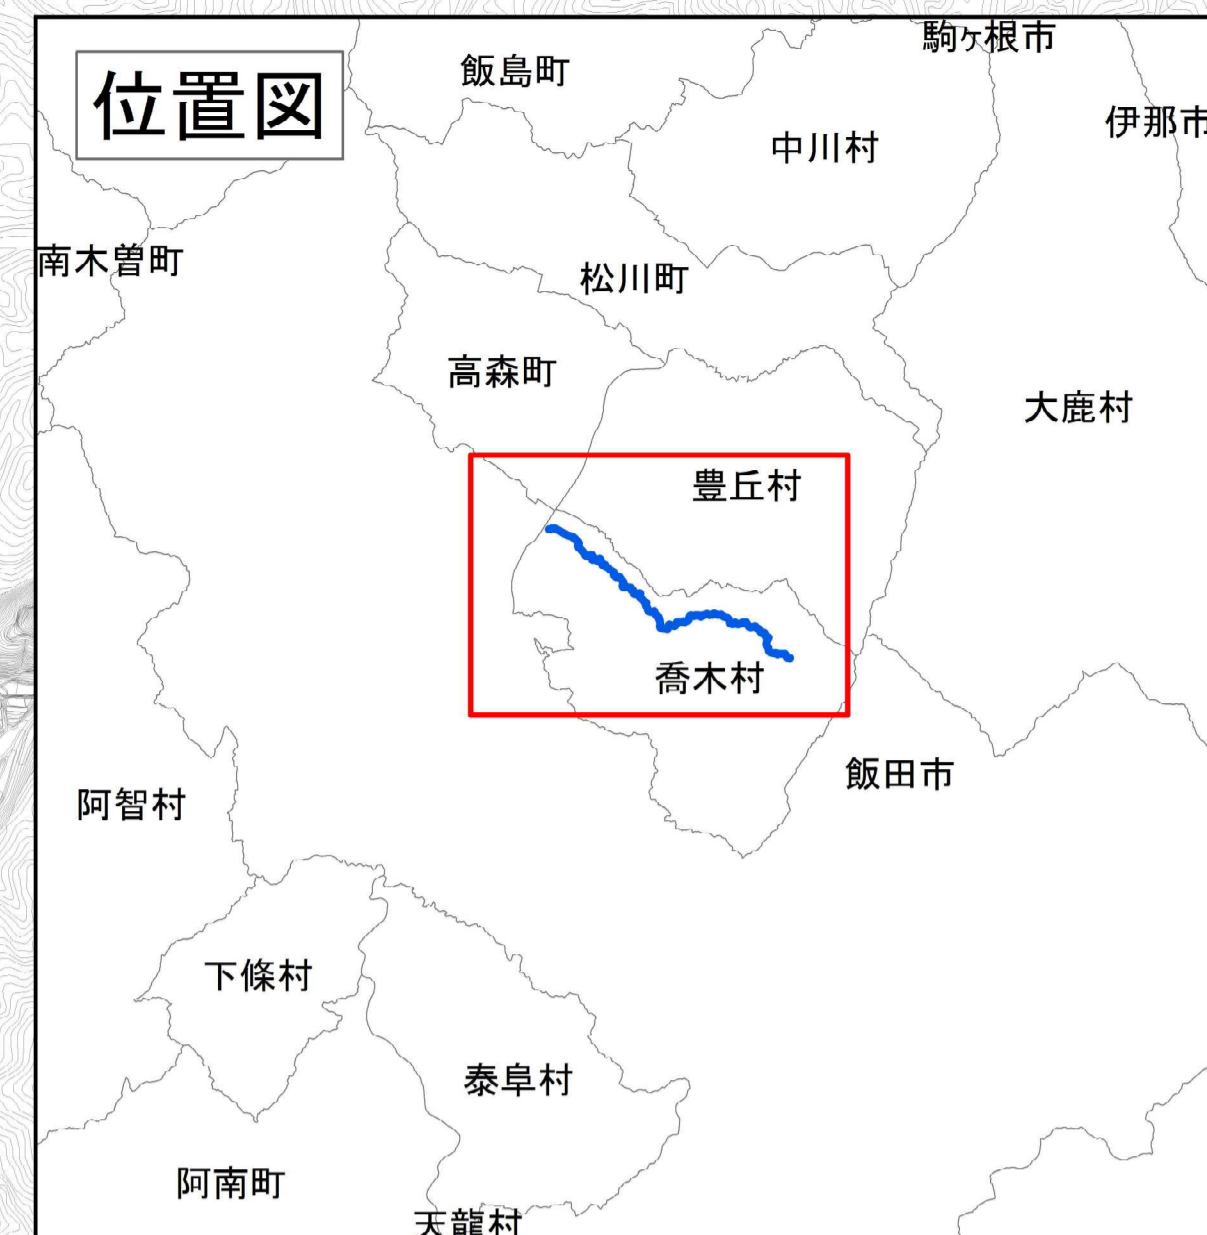 位置図
駒ヶ根市
飯島町
伊那市
中川村
南木曽町
松川町
高森町
大鹿村
豊丘村
喬木村
飯田市
阿智村
下條村
泰阜村
阿南町
天龍村